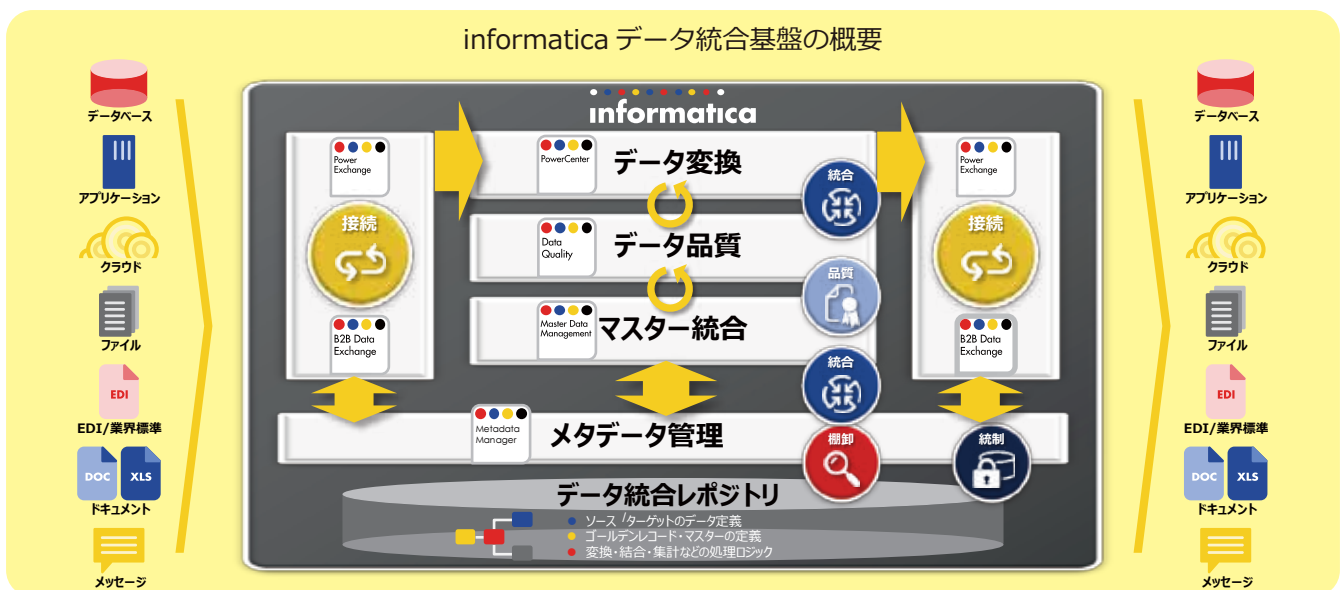 informatica データ統合基盤の概要
データベース
アプリケーション
クラウド
ファイル
EDI
EDI/業界標準
DOC
XLS
ドキュメント
メッセージ
informatica
Power
Exchange
接続
B2B Data
Exchange
PowerCenter
データ変換
統合
Data
Quality
データ品質
品質
Master Data
Management
マスター統合
統合
Power
Exchange
接続
B2B Data
Exchange
Metadata
Manager
メタデータ管理
棚卸
統制
データ統合レポジトリ
ソース/ターゲットのデータ定義
ゴールデンレコード・マスターの定義
変換・結合・集計などの処理ロジック
データベース
アプリケーション
クラウド
ファイル
EDI
EDI/業界標準
DOC
XLS
ドキュメント
メッセージ